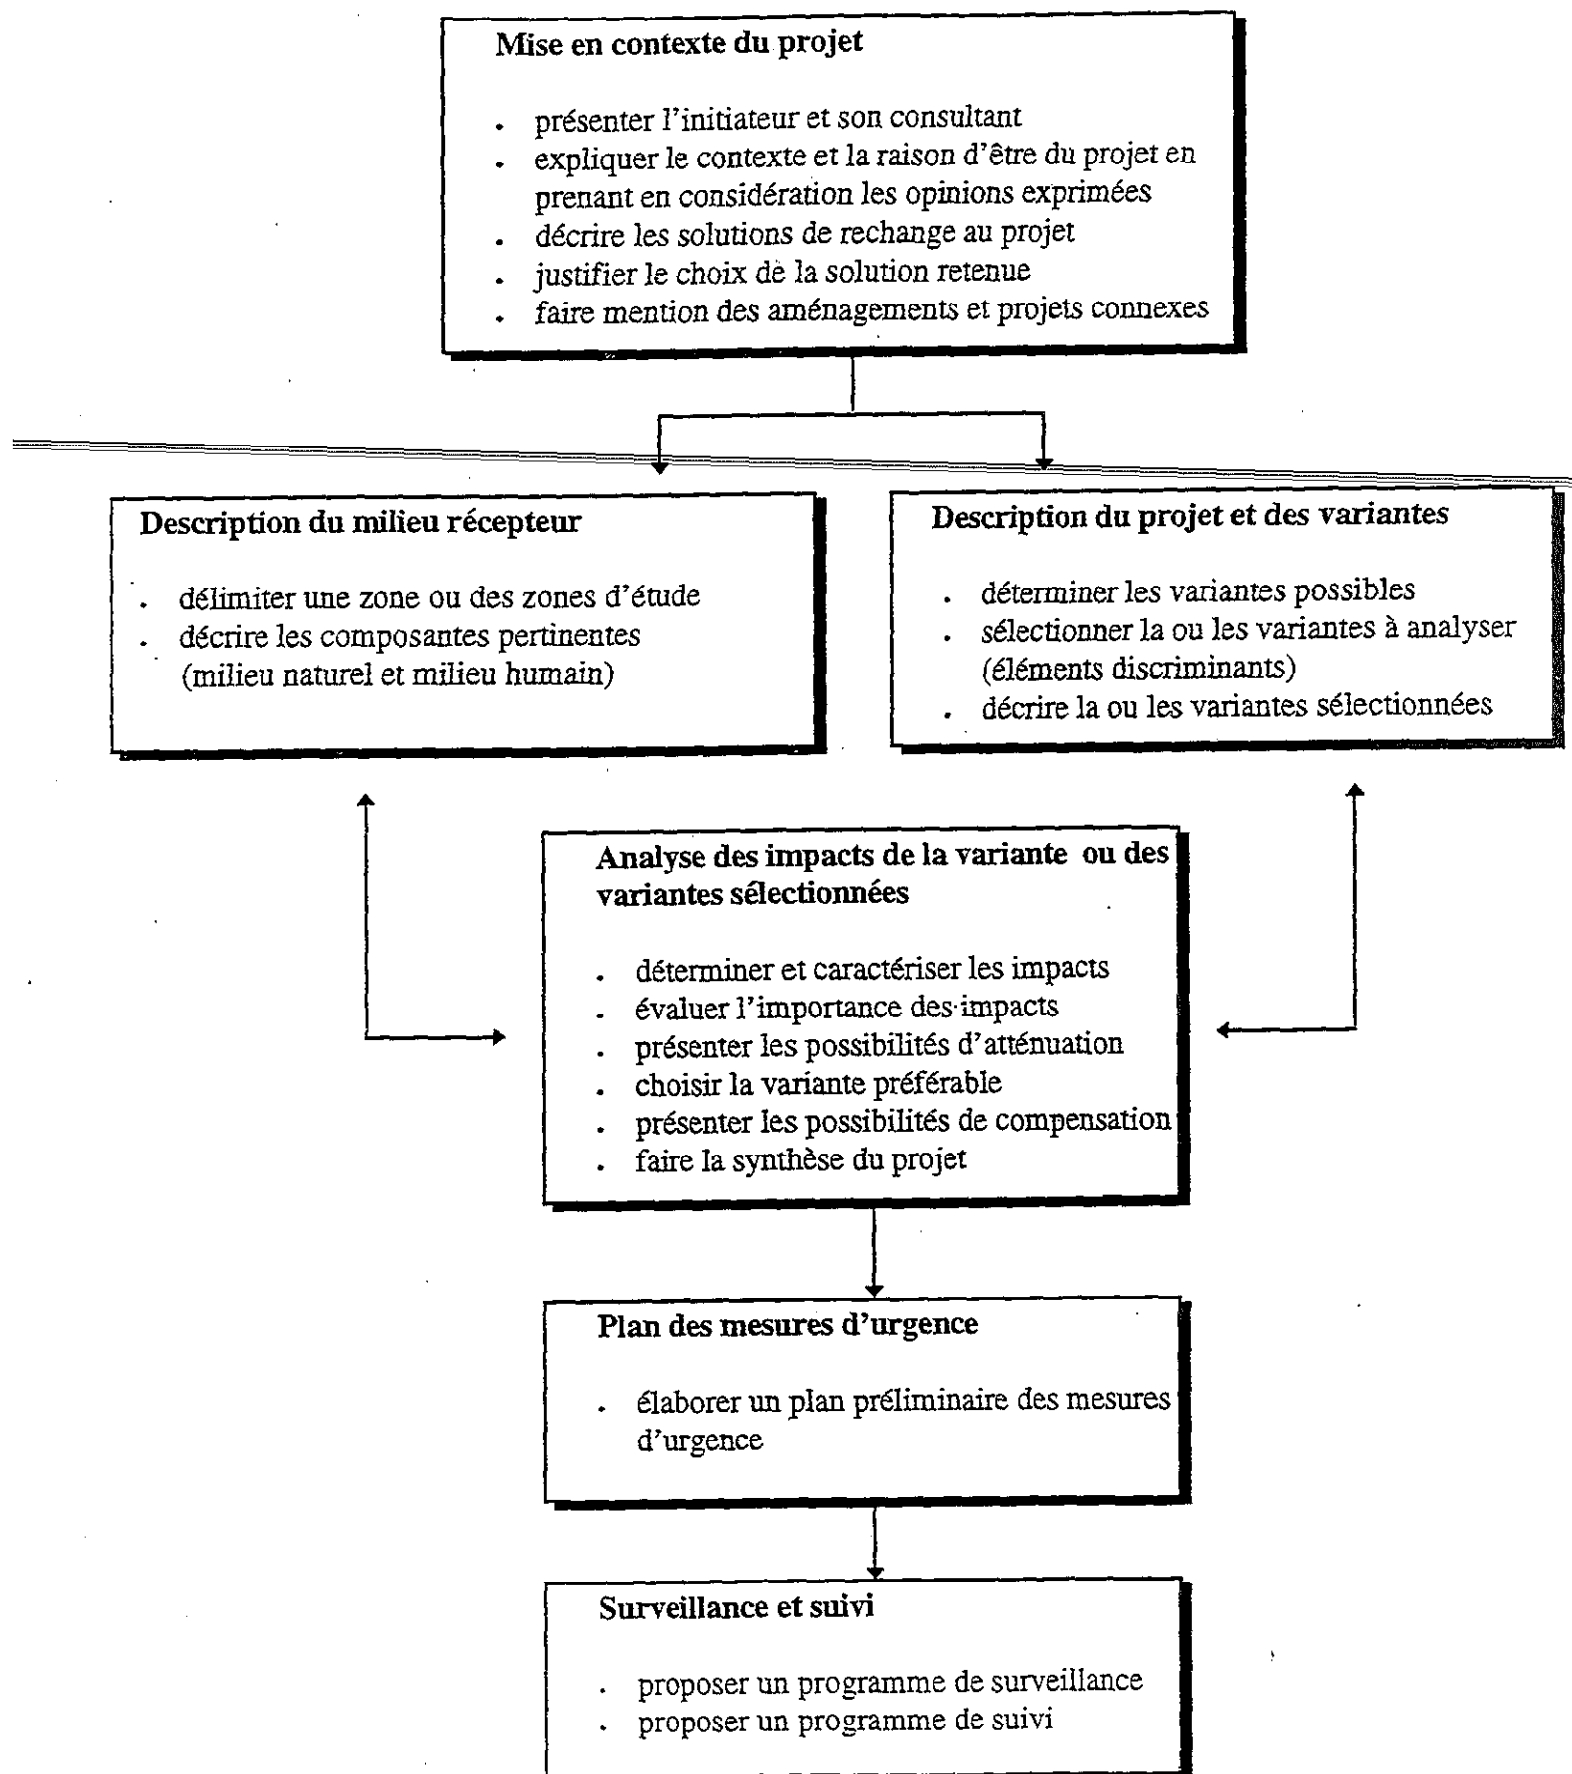 Mise en contexte du projet
. présenter l'initiateur et son consultant
. expliquer le contexte et la raison d'être du projet en
prenant en considération les opinions exprimées
. décrire les solutions de rechange au projet
. justifier le choix de la solution retenue
. faire mention des aménagements et projets connexes
Description du milieu récepteur
. délimiter une zone ou des zones d'étude
. décrire les composantes pertinentes
(milieu naturel et milieu humain)
Description du projet et des variantes
. déterminer les variantes possibles
. sélectionner la ou les variantes à analyser
(éléments discriminants)
. décrire la ou les variantes sélectionnées
Analyse des impacts de la variante ou des
variantes sélectionnées
. déterminer et caractériser les impacts
. évaluer l'importance des impacts
. présenter les possibilités d'atténuation
. choisir la variante préférable
. présenter les possibilités de compensation
. faire la synthèse du projet
Plan des mesures d'urgence
. élaborer un plan préliminaire des mesures
d'urgence
Surveillance et suivi
. proposer un programme de surveillance
. proposer un programme de suivi